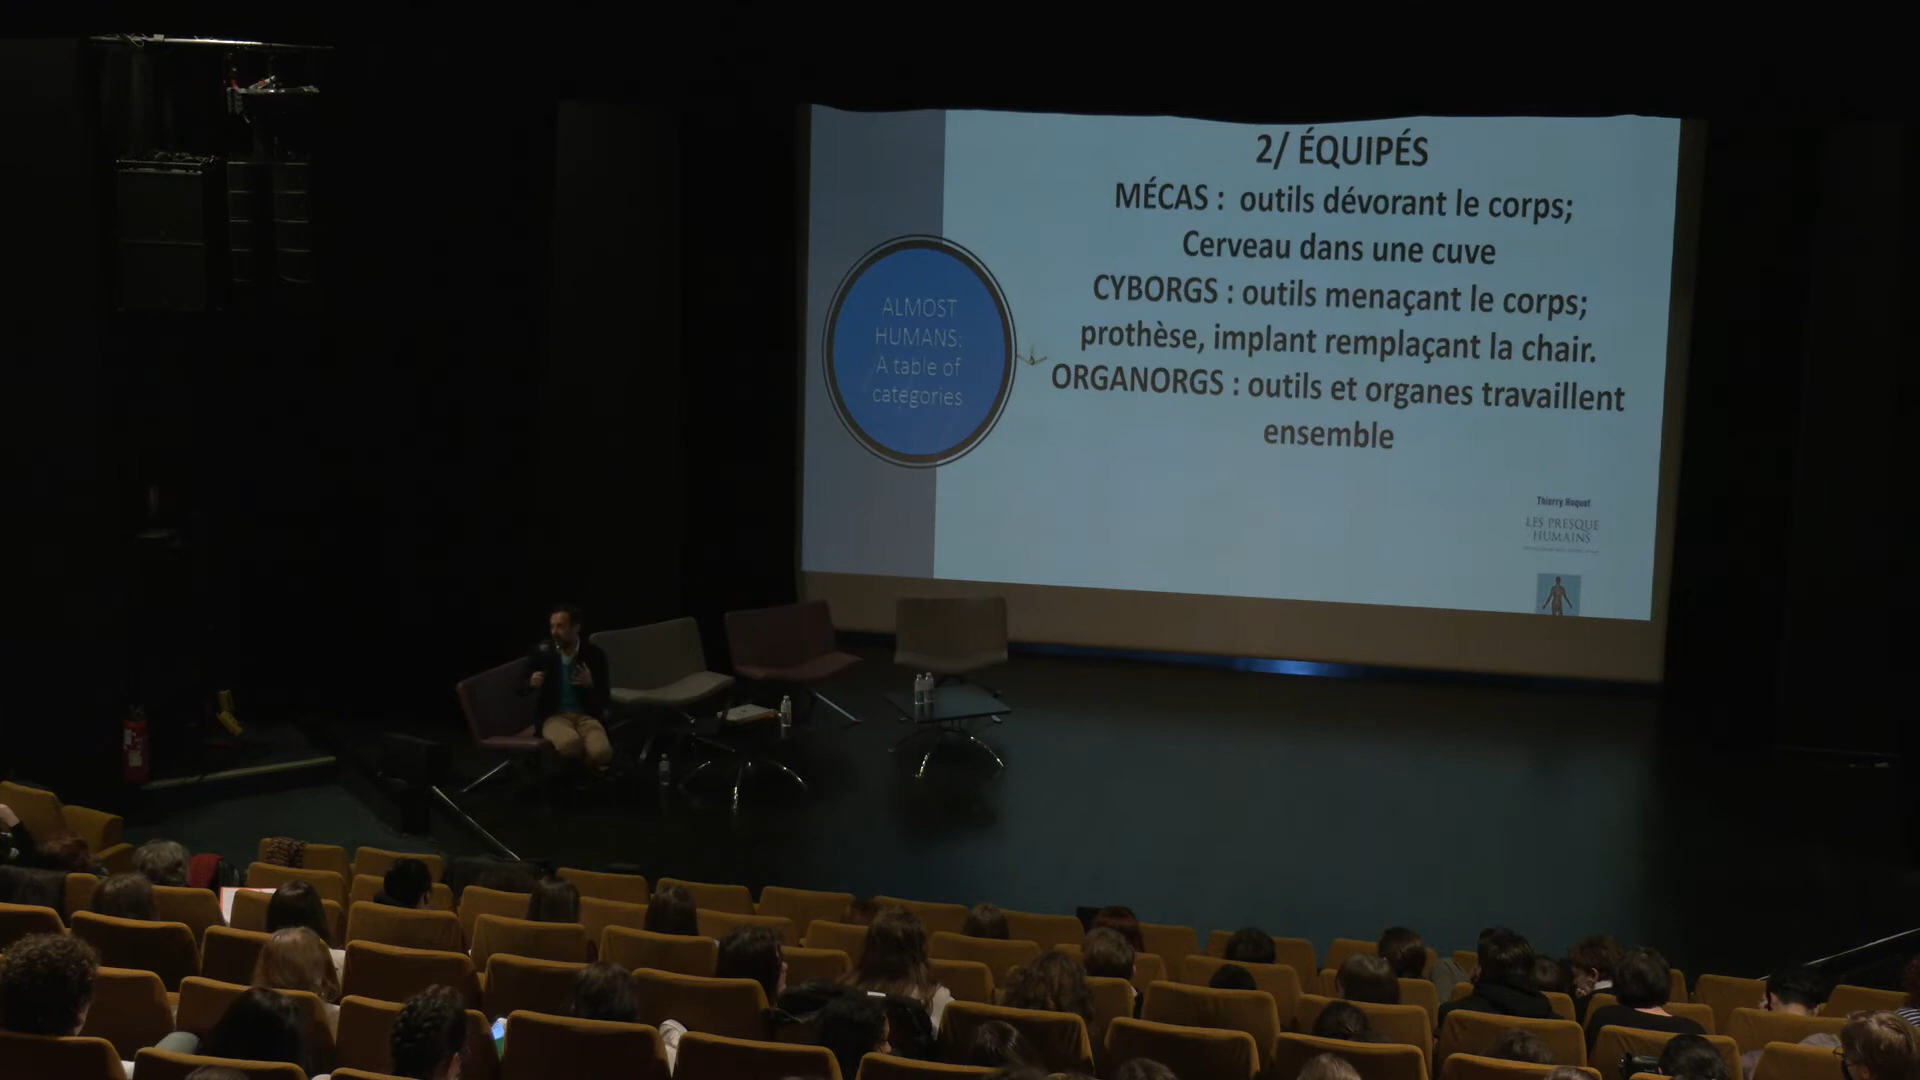 2/ ÉQUIPÉS
MÉCAS : outils dévorant le corps;
Cerveau dans une cuve
CYBORGS : outils menaçant le corps;
prothèse, implant remplaçant la chair.
ORGANORGS : outils et organes travaillent
ensemble
ALMOST
HUMANS:
A table of
categories
Thierry Hoquet
LES PRESQUE
HUMAINS